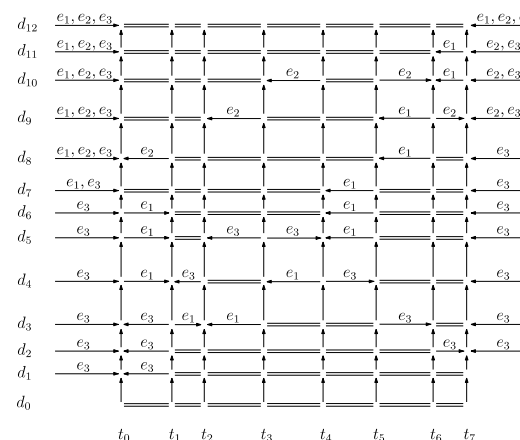 d₁₂ e₁, e₂, e₃ e₁, e₂,
d₁₁ e₁, e₂, e₃ e₁ e₂, e₃
d₁₀ e₁, e₂, e₃ e₂ e₂ e₁ e₂, e₃
d₉ e₁, e₂, e₃ e₂ e₁ e₂ e₂, e₃
d₈ e₁, e₂, e₃ e₂ e₁ e₃
d₇ e₁, e₃ e₁ e₃
d₆ e₃ e₁ e₁ e₃
d₅ e₃ e₁ e₃ e₃ e₁ e₃
d₄ e₃ e₁ e₃ e₁ e₃ e₃
d₃ e₃ e₃ e₁ e₁ e₃ e₃
d₂ e₃ e₃ e₃ e₃
d₁ e₃ e₃
d₀
t₀ t₁ t₂ t₃ t₄ t₅ t₆ t₇